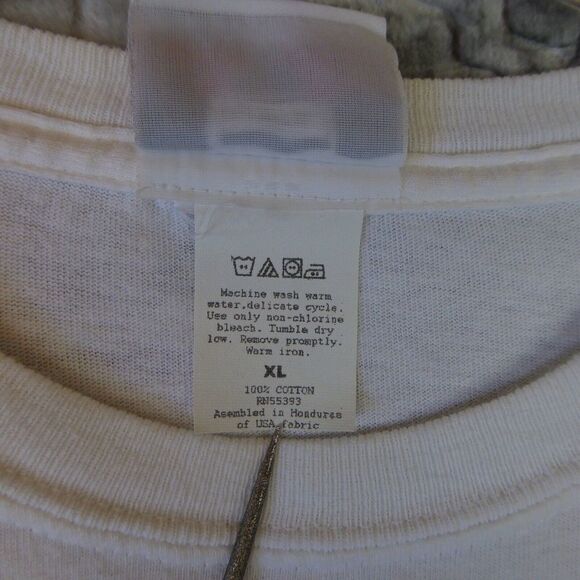 Machine wash warm
water,delicate cycle.
Use only non-chlorine
bleach. Tumble dry
low. Remove promptly.
Warm iron.
XL
100% COTTON
RN55393
Asembled in Hondures
of USA fabric